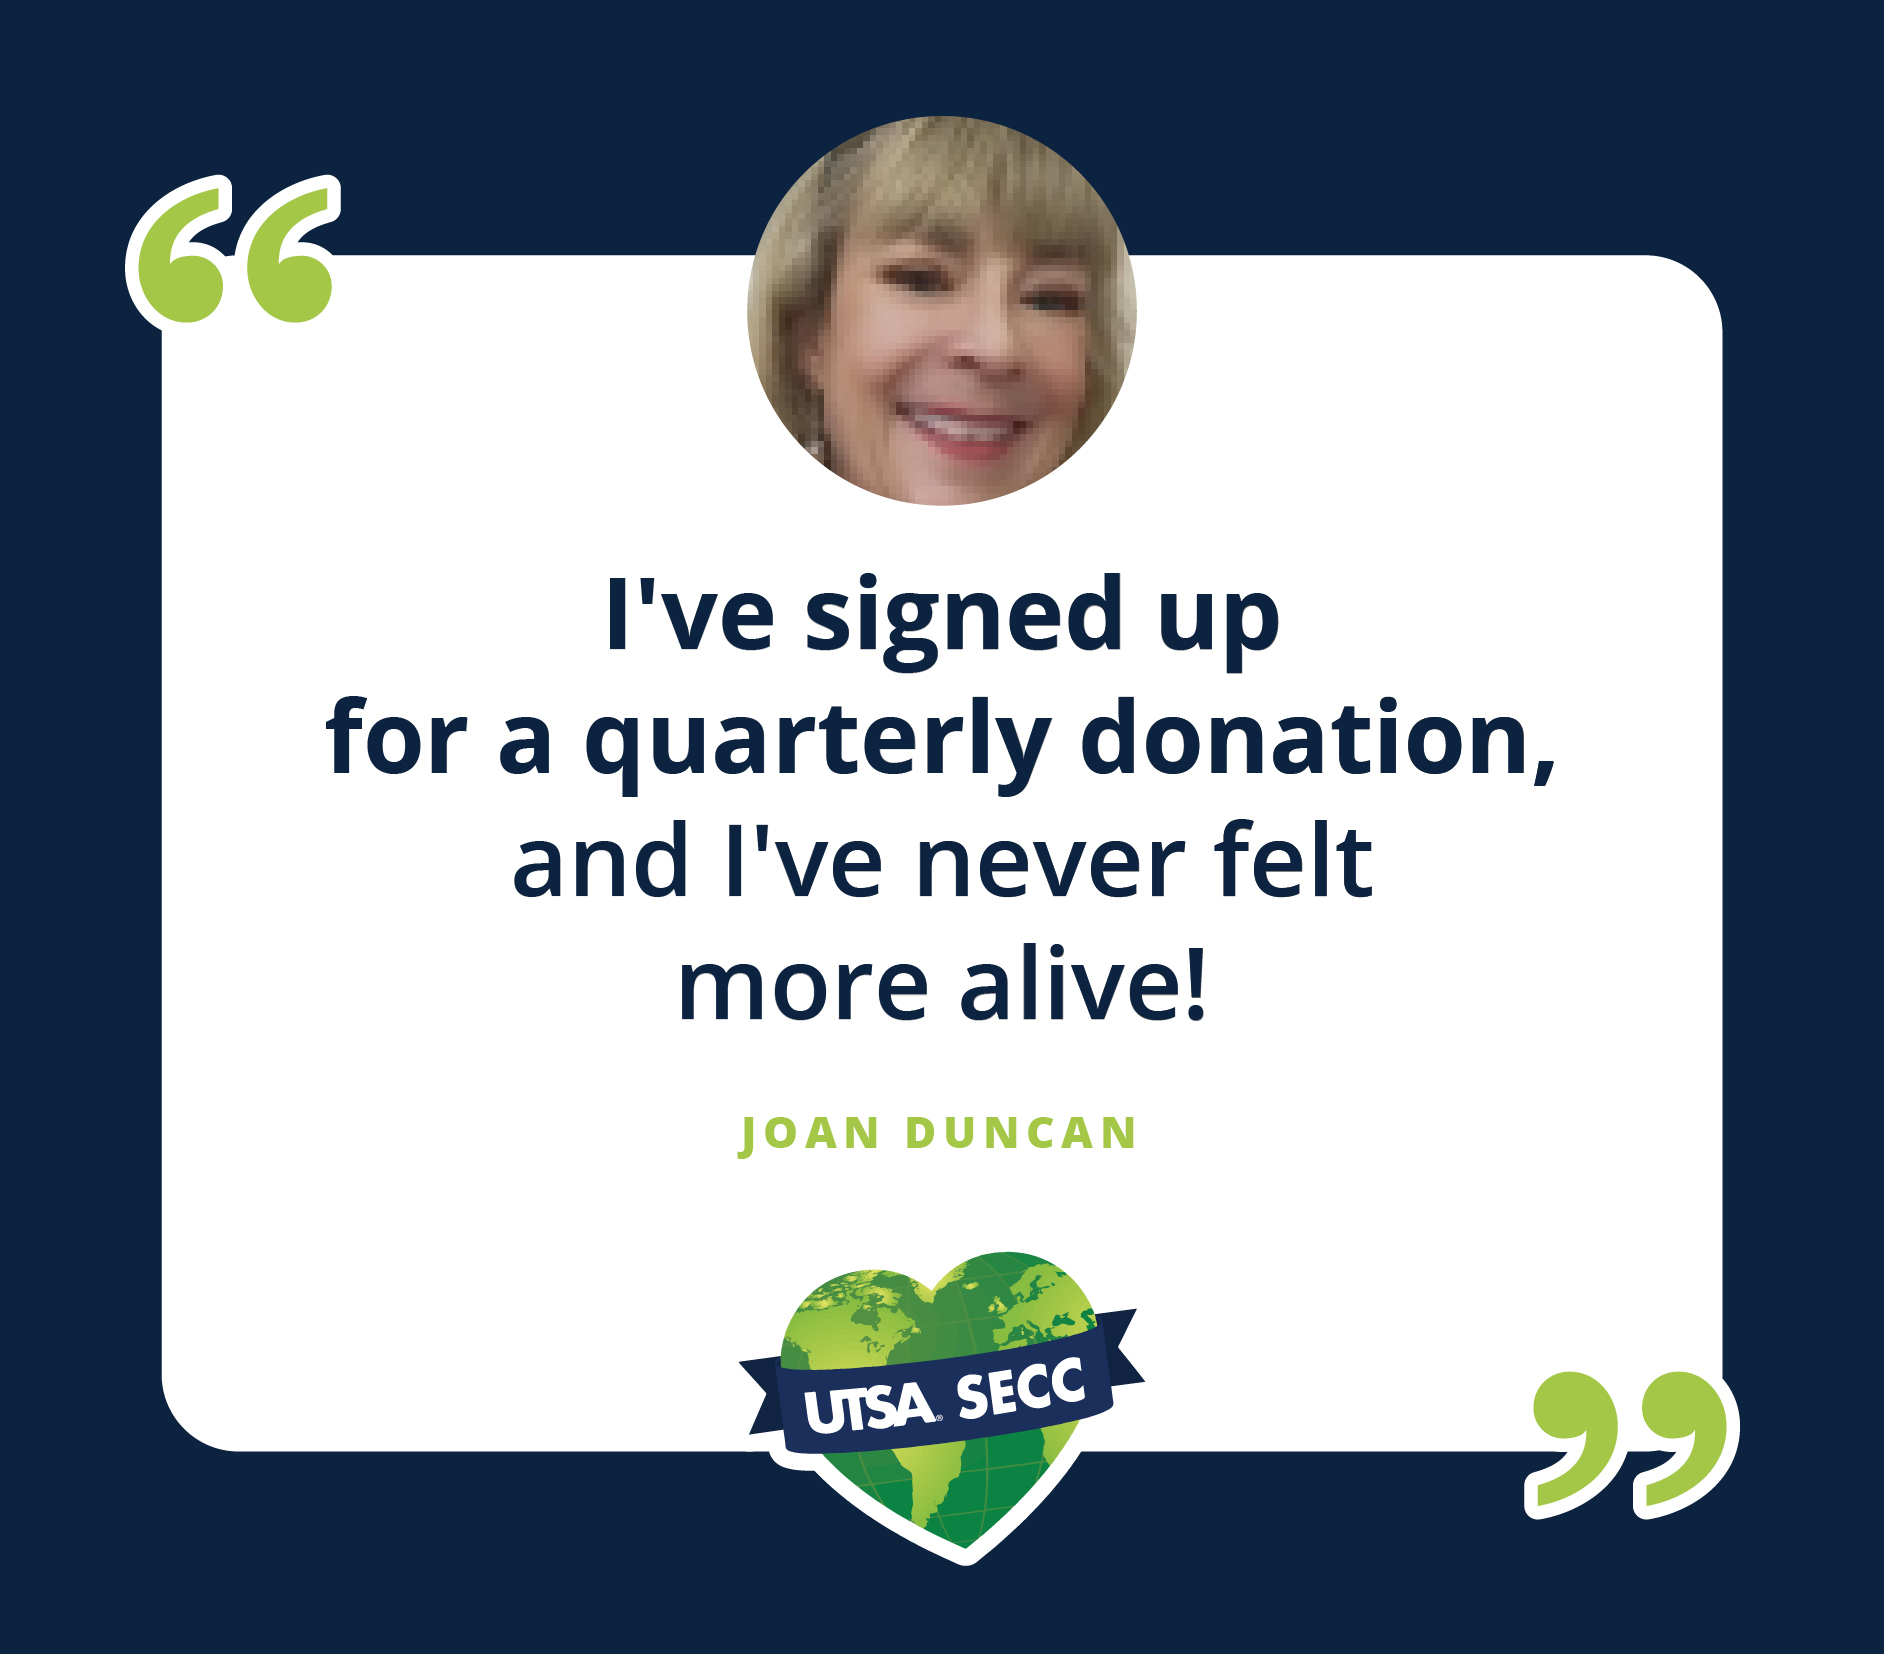 I've signed up
for a quarterly donation,
and I've never felt
more alive!
JOAN DUNCAN
UTSA® SECC